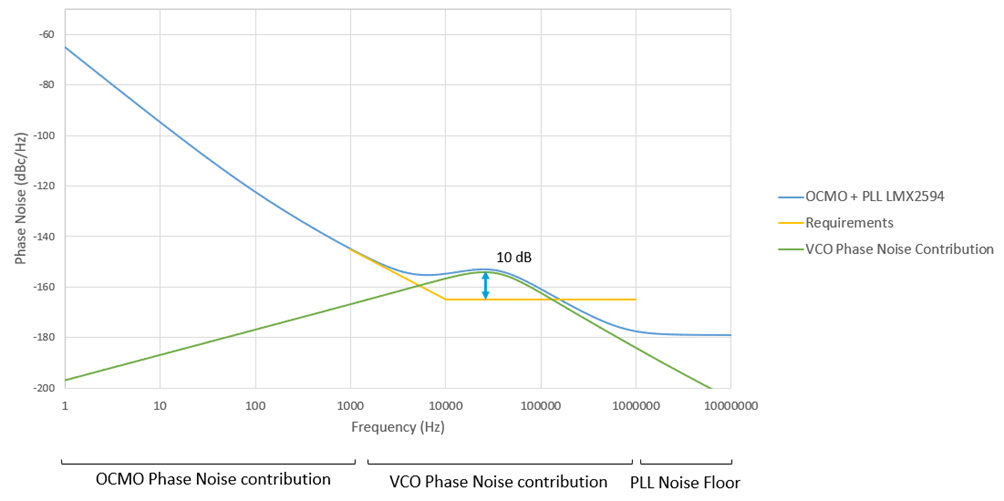 -60
-80
-100
-120
-140
-160
-180
-200
Phase Noise (dBc/Hz)
10 dB
1 10 100 1000 10000 100000 1000000 10000000
Frequency (Hz)
OCMO + PLL LMX2594
Requirements
VCO Phase Noise Contribution
OCMO Phase Noise contribution
VCO Phase Noise contribution
PLL Noise Floor